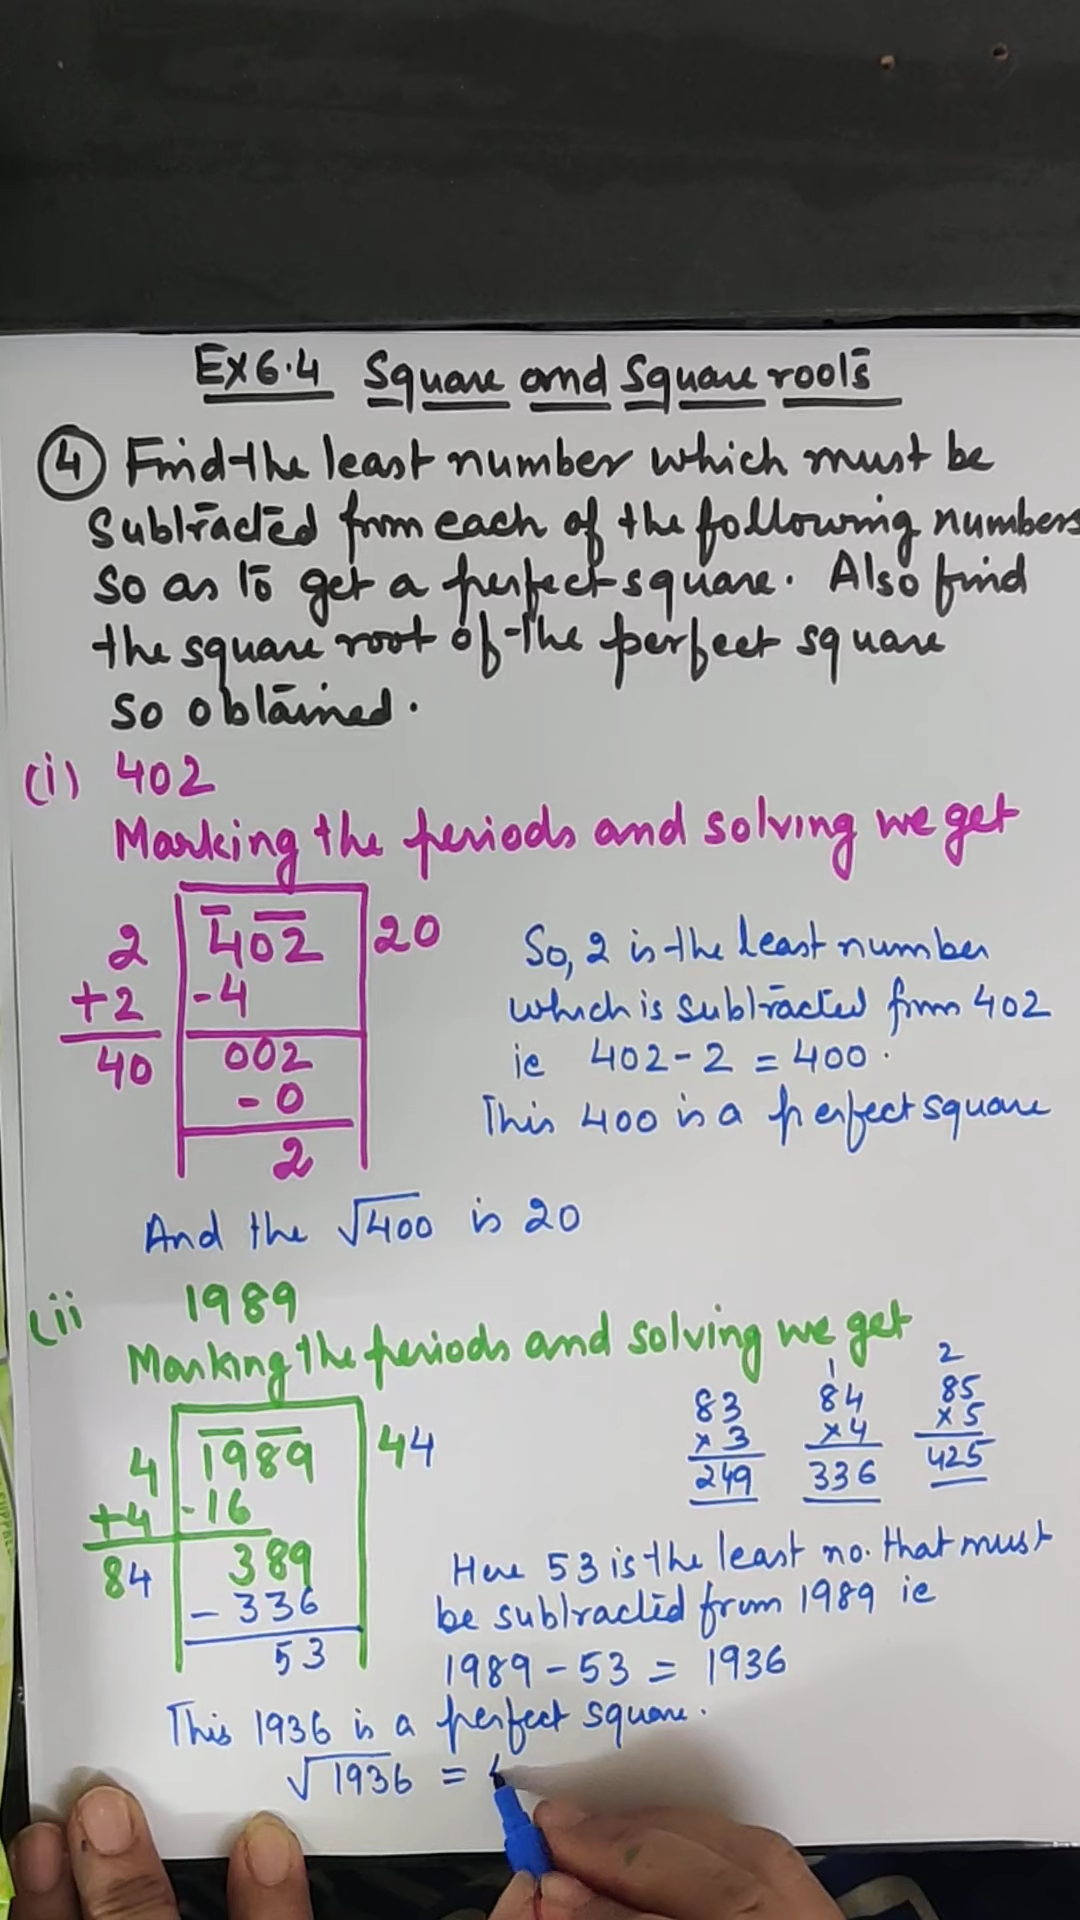 Ex 6.4 Square and Square roots
④ Find the least number which must be
subtracted from each of the following numbers
so as to get a perfect square. Also find
the square root of the perfect square
so obtained.
(i) 402
Marking the periods and solving we get
2 402 20
+2 -4
40 002
- 0
2
So, 2 is the least number
which is subtracted from 402
ie 402 - 2 = 400.
This 400 is a perfect square
And the √400 is 20
(ii 1989
Marking the periods and solving we get
4 1989 44
+4 -16
84 389
- 336
53
1 2
83 84 85
x 3 x 4 x 5
249 336 425
Here 53 is the least no. that must
be subtracted from 1989 ie
1989 - 53 = 1936
This 1936 is a perfect square.
√1936 =